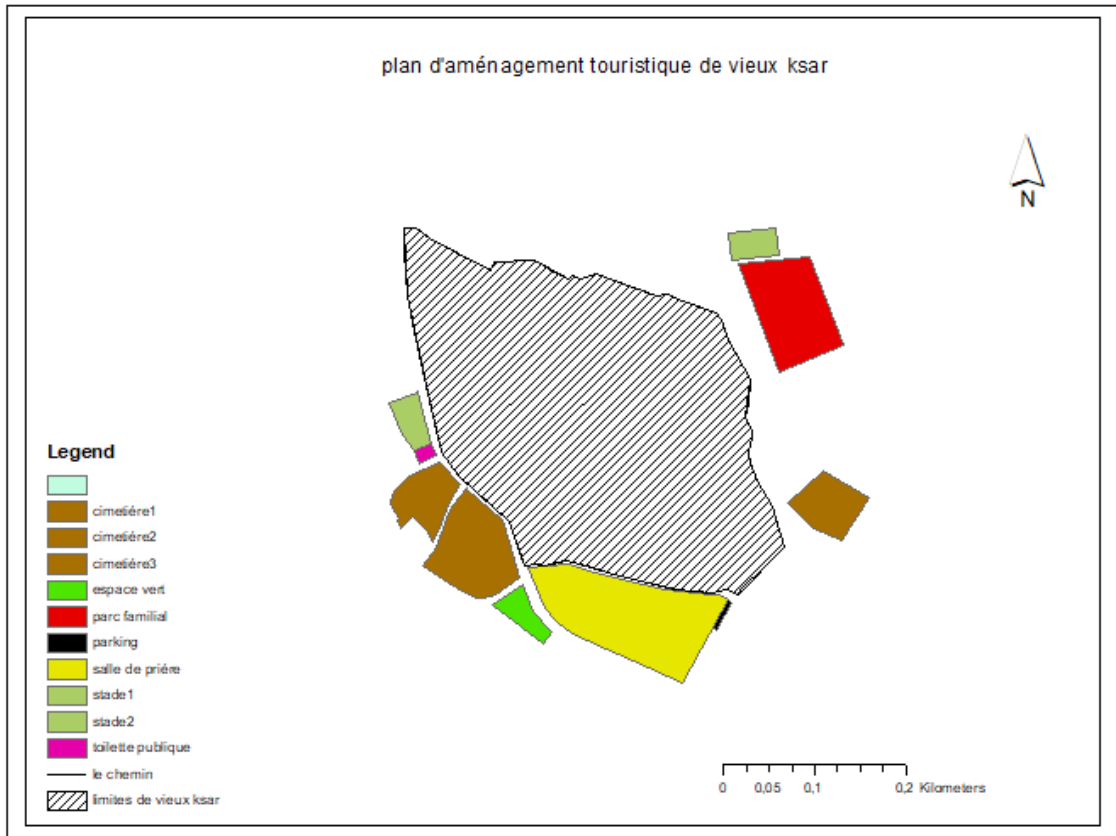 plan d'aménagement touristique de vieux ksar
N
Legend
cimetiére1
cimetiére2
cimetiére3
espace vert
parc familial
parking
salle de priére
stade1
stade2
toilette publique
le chemin
limites de vieux ksar
0 0,05 0,1 0,2 Kilometers